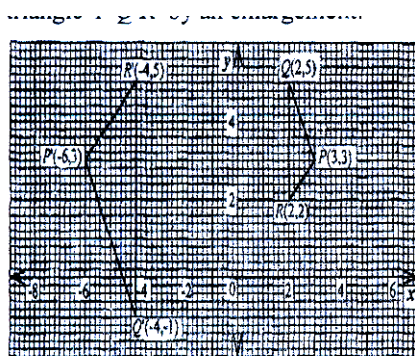 triangle P' Q' R' by an enlargement.
R'(-4,5)
y
Q(2,5)
4
P'(-6,3)
P(3,3)
2
R(2,2)
-8 -6 -4 -2 0 2 4 6 x
Q'(-4,-1)